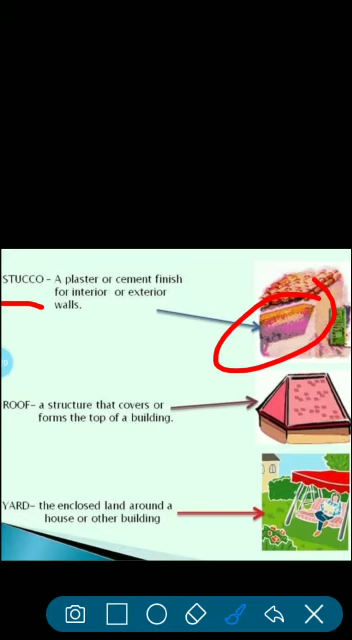 STUCCO – A plaster or cement finish
for interior or exterior
walls.
ROOF– a structure that covers or
forms the top of a building.
YARD– the enclosed land around a
house or other building